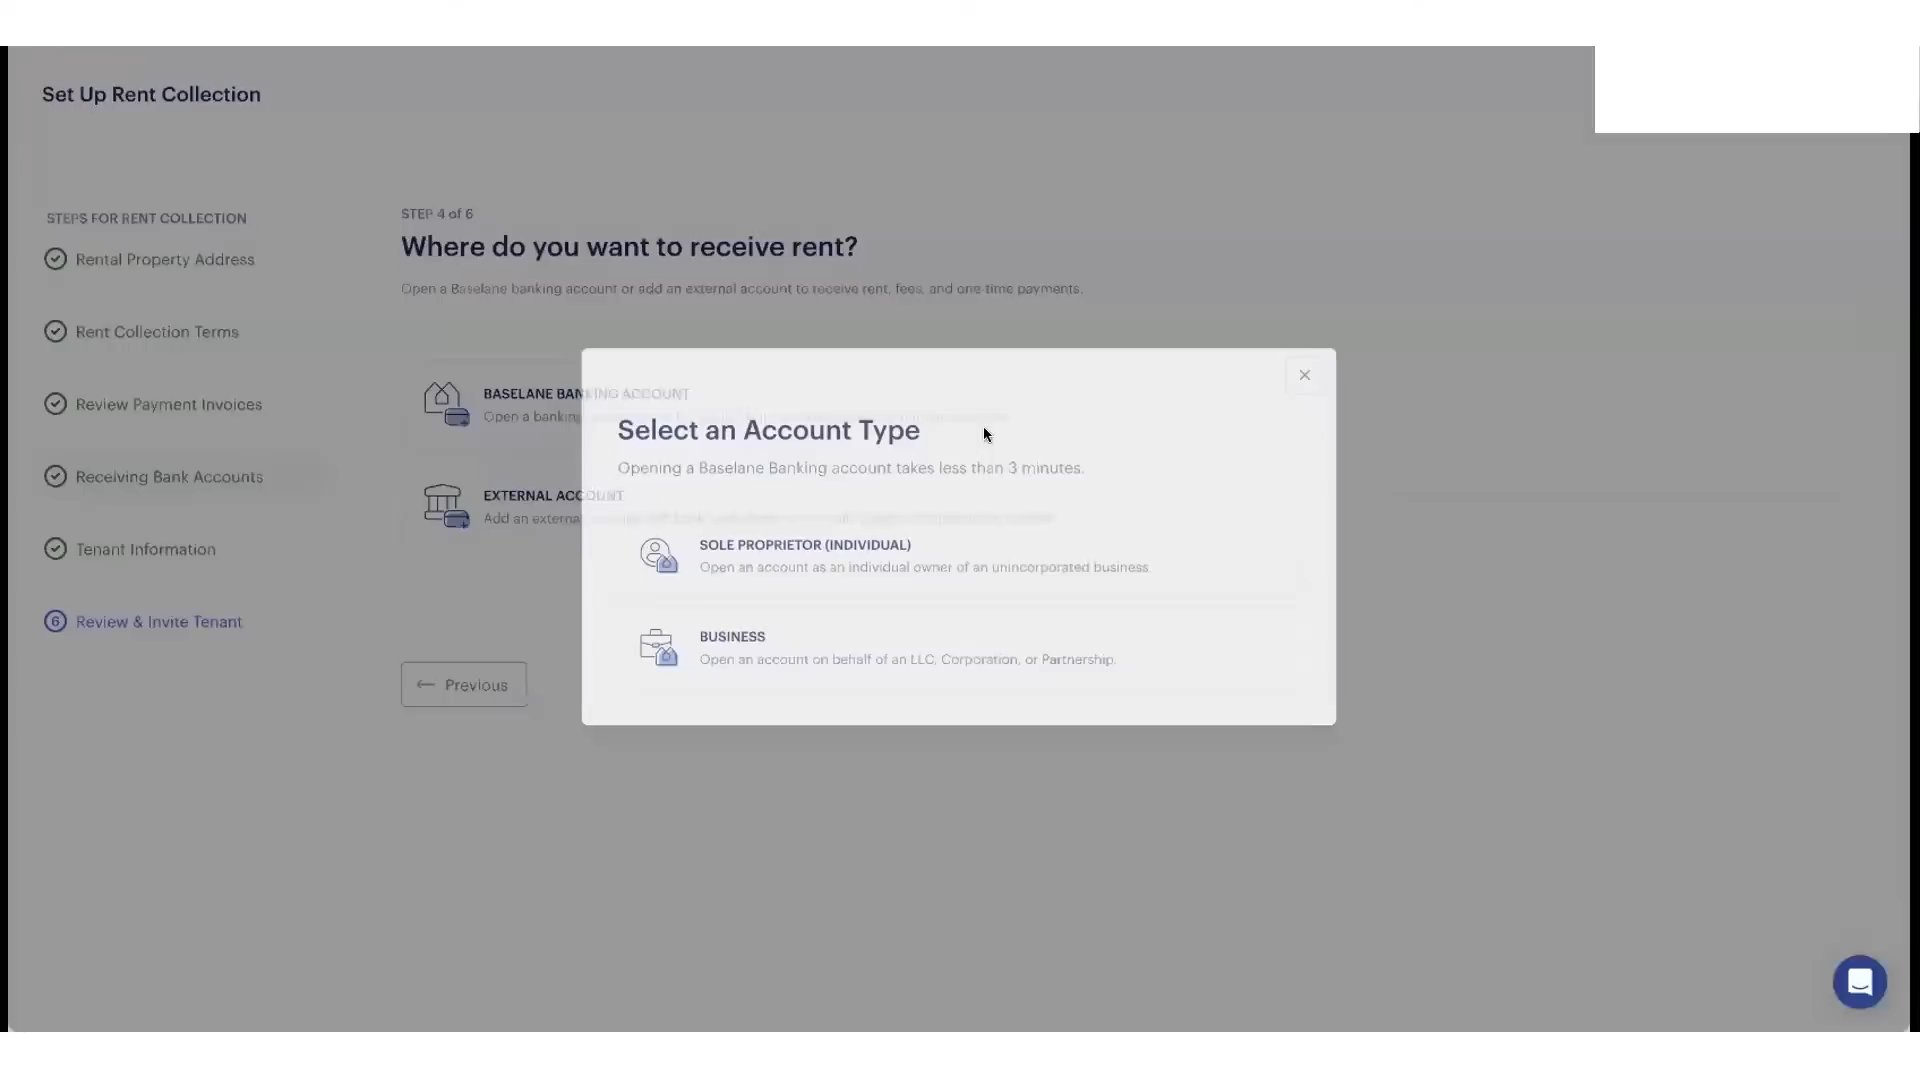 Set Up Rent Collection
STEPS FOR RENT COLLECTION
Rental Property Address
Rent Collection Terms
Review Payment Invoices
Receiving Bank Accounts
Tenant Information
6 Review & Invite Tenant
STEP 4 of 6
Where do you want to receive rent?
Open a Baselane banking account or add an external account to receive rent, fees, and one-time payments.
BASELANE BANKING ACCOUNT
Open a banking
EXTERNAL ACCOUNT
Add an external
← Previous
Select an Account Type
Opening a Baselane Banking account takes less than 3 minutes.
SOLE PROPRIETOR (INDIVIDUAL)
Open an account as an individual owner of an unincorporated business.
BUSINESS
Open an account on behalf of an LLC, Corporation, or Partnership.